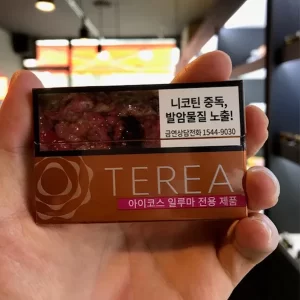 니코틴 중독,
발암물질 노출!
금연상담전화 1544-9030
TEREA
아이코스 일루마 전용 제품